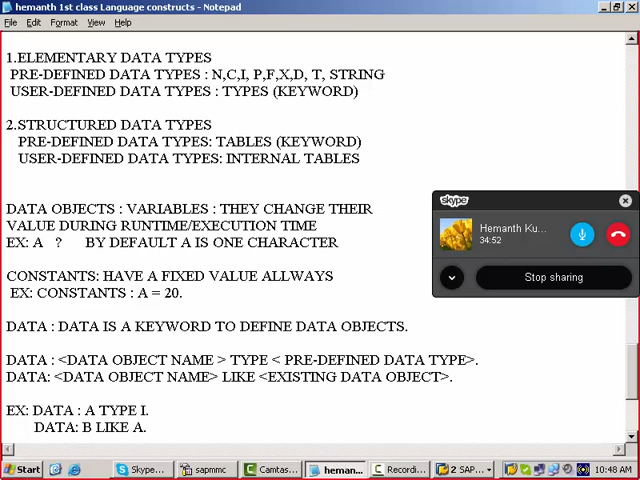 hemanth 1st class Language constructs - Notepad
File Edit Format View Help
1.ELEMENTARY DATA TYPES
PRE-DEFINED DATA TYPES : N,C,I, P,F,X,D, T, STRING
USER-DEFINED DATA TYPES : TYPES (KEYWORD)
2.STRUCTURED DATA TYPES
PRE-DEFINED DATA TYPES: TABLES (KEYWORD)
USER-DEFINED DATA TYPES: INTERNAL TABLES
DATA OBJECTS : VARIABLES : THEY CHANGE THEIR
VALUE DURING RUNTIME/EXECUTION TIME
EX: A ? BY DEFAULT A IS ONE CHARACTER
CONSTANTS: HAVE A FIXED VALUE ALLWAYS
EX: CONSTANTS : A = 20.
DATA : DATA IS A KEYWORD TO DEFINE DATA OBJECTS.
DATA : <DATA OBJECT NAME > TYPE < PRE-DEFINED DATA TYPE>.
DATA: <DATA OBJECT NAME> LIKE <EXISTING DATA OBJECT>.
EX: DATA : A TYPE I.
DATA: B LIKE A.
skype
Hemanth Ku...
34:52
Stop sharing
Start Skype... sapmmc Camtas... heman... Recordi... 2 SAP... 10:48 AM